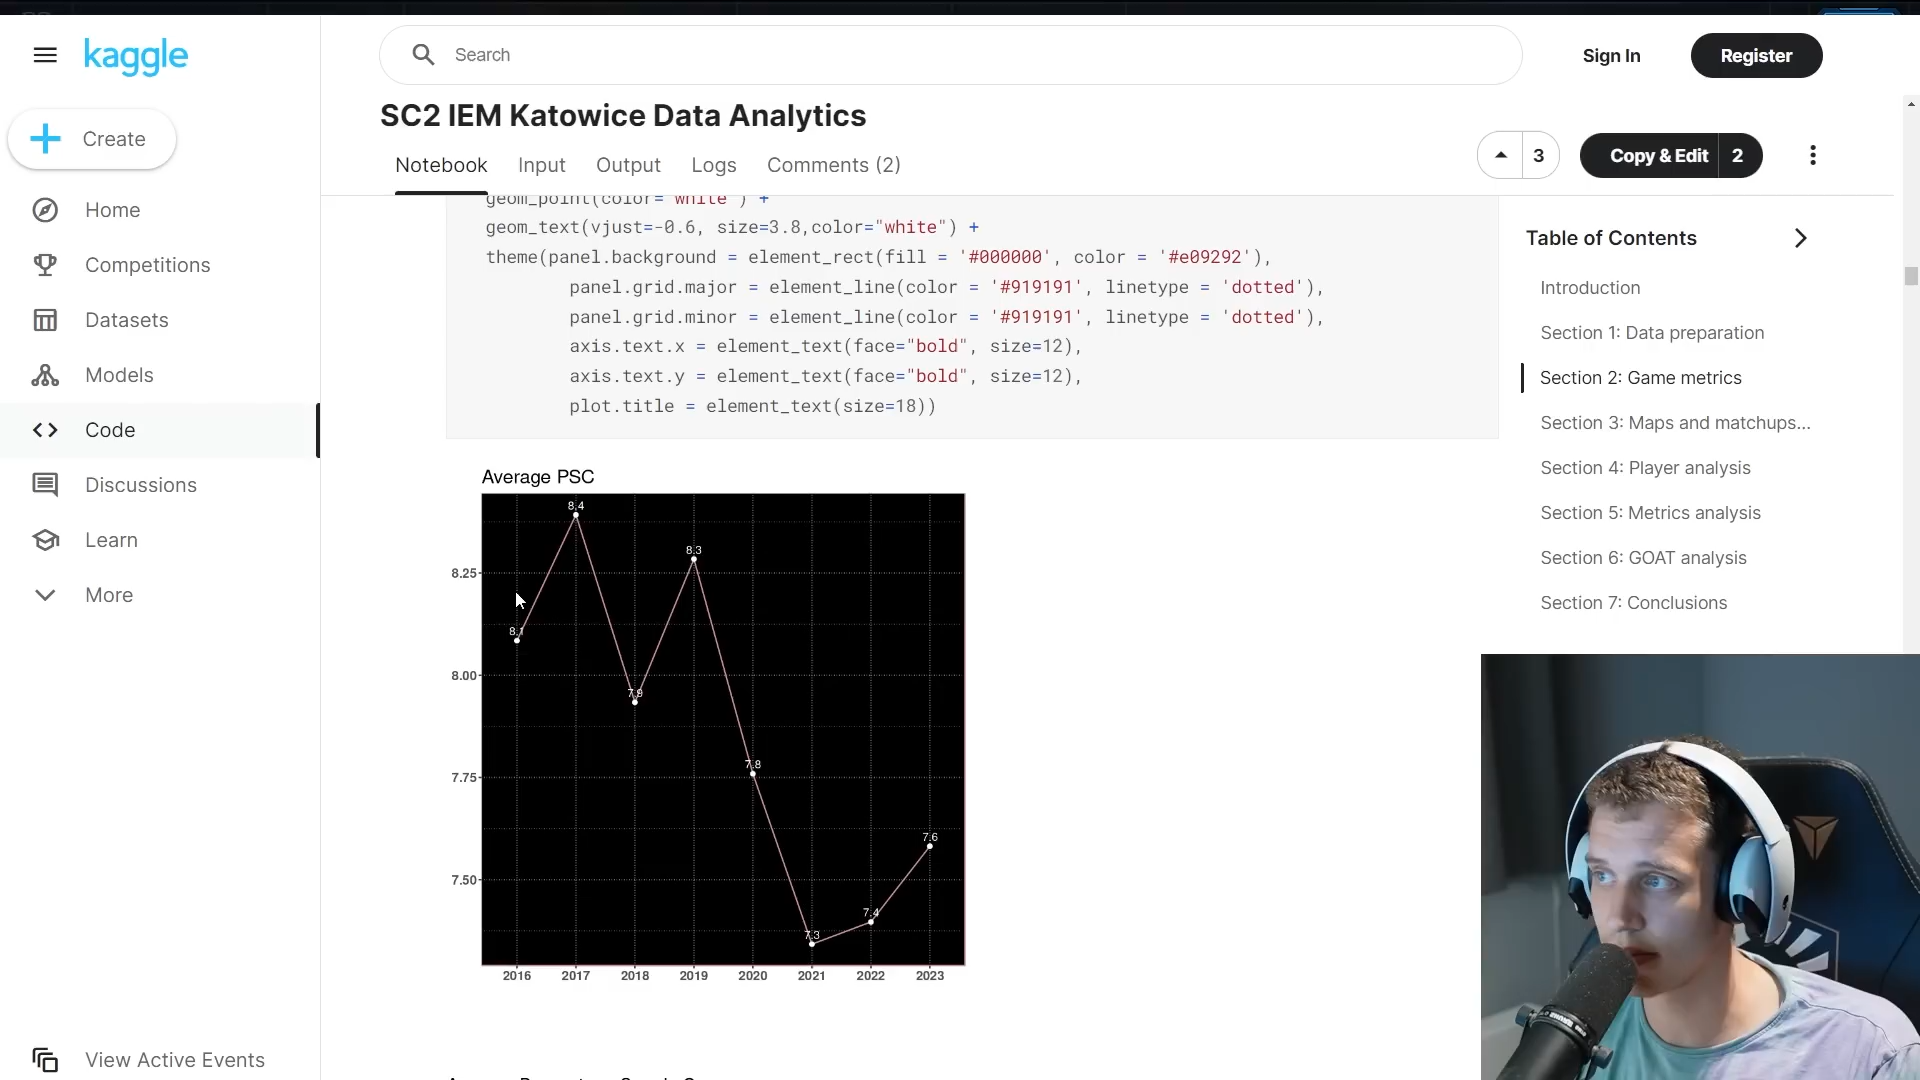 kaggle
Search
Sign In
Register
Create
SC2 IEM Katowice Data Analytics
Notebook
Input
Output
Logs
Comments (2)
3
Copy & Edit
2
Home
Competitions
Datasets
Models
Code
Discussions
Learn
More
View Active Events
geom_point(color="white") +
geom_text(vjust=-0.6, size=3.8,color="white") +
theme(panel.background = element_rect(fill = '#000000', color = '#e09292'),
panel.grid.major = element_line(color = '#919191', linetype = 'dotted'),
panel.grid.minor = element_line(color = '#919191', linetype = 'dotted'),
axis.text.x = element_text(face="bold", size=12),
axis.text.y = element_text(face="bold", size=12),
plot.title = element_text(size=18))
Average PSC
8.4
8.3
8.25
8.1
8.00
7.9
7.8
7.75
7.6
7.50
7.4
7.3
2016 2017 2018 2019 2020 2021 2022 2023
Table of Contents
Introduction
Section 1: Data preparation
Section 2: Game metrics
Section 3: Maps and matchups...
Section 4: Player analysis
Section 5: Metrics analysis
Section 6: GOAT analysis
Section 7: Conclusions